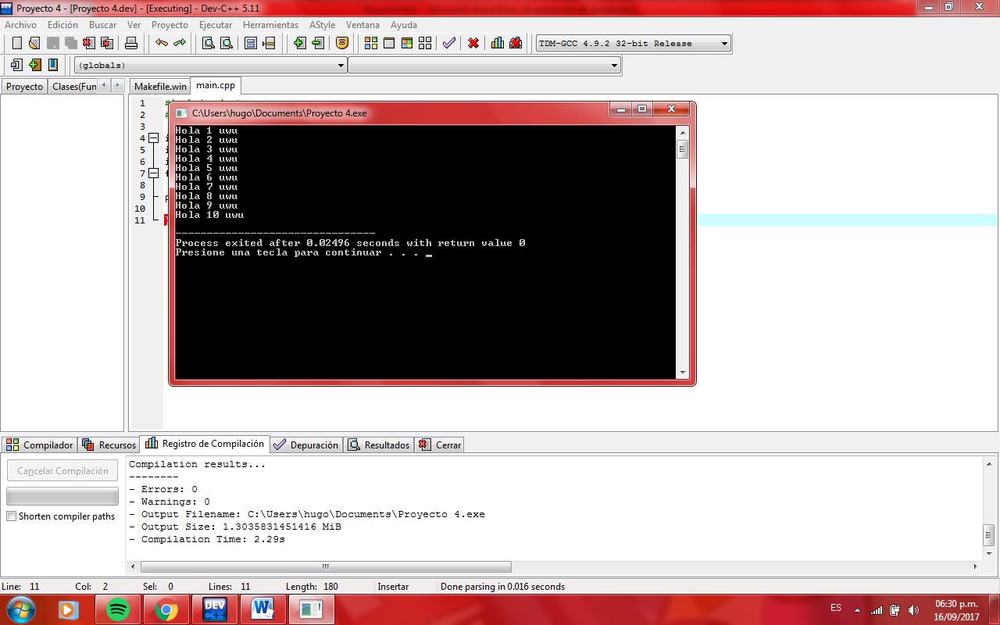 Proyecto 4 - [Proyecto 4.dev] - [Executing] - Dev-C++ 5.11
Archivo Edición Buscar Ver Proyecto Ejecutar Herramientas AStyle Ventana Ayuda
TDM-GCC 4.9.2 32-bit Release
(globals)
Proyecto Clases(Fun Makefile.win main.cpp
C:\Users\hugo\Documents\Proyecto 4.exe
1
2
3
4
5
6
7
8
9
10
11
Hola 1 uwu
Hola 2 uwu
Hola 3 uwu
Hola 4 uwu
Hola 5 uwu
Hola 6 uwu
Hola 7 uwu
Hola 8 uwu
Hola 9 uwu
Hola 10 uwu
--------------------------------
Process exited after 0.02496 seconds with return value 0
Presione una tecla para continuar . . .
Compilador Recursos Registro de Compilación Depuración Resultados Cerrar
Cancelar Compilación
Shorten compiler paths
Compilation results...
--------
- Errors: 0
- Warnings: 0
- Output Filename: C:\Users\hugo\Documents\Proyecto 4.exe
- Output Size: 1.3035831451416 MiB
- Compilation Time: 2.29s
Line: 11 Col: 2 Sel: 0 Lines: 11 Length: 180 Insertar Done parsing in 0.016 seconds
DEV C++
W
ES
06:30 p.m.
16/09/2017